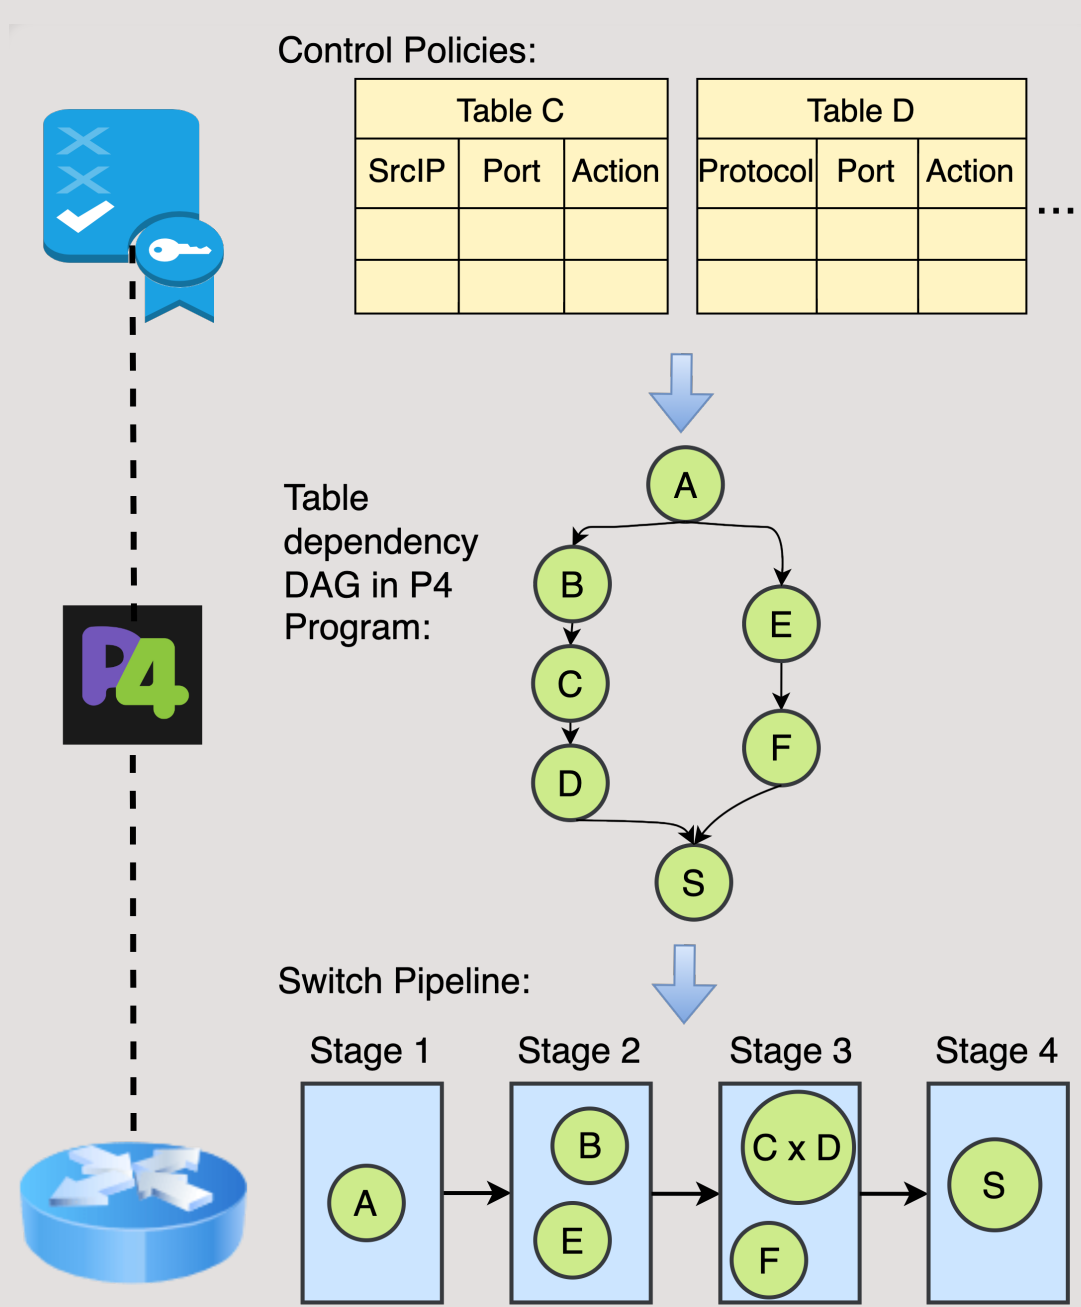 Control Policies:
Table C
SrcIP Port Action
Table D
Protocol Port Action
...
Table
dependency
DAG in P4
Program:
A
B
E
C
F
D
S
P4
Switch Pipeline:
Stage 1 Stage 2 Stage 3 Stage 4
A
B
E
C x D
F
S